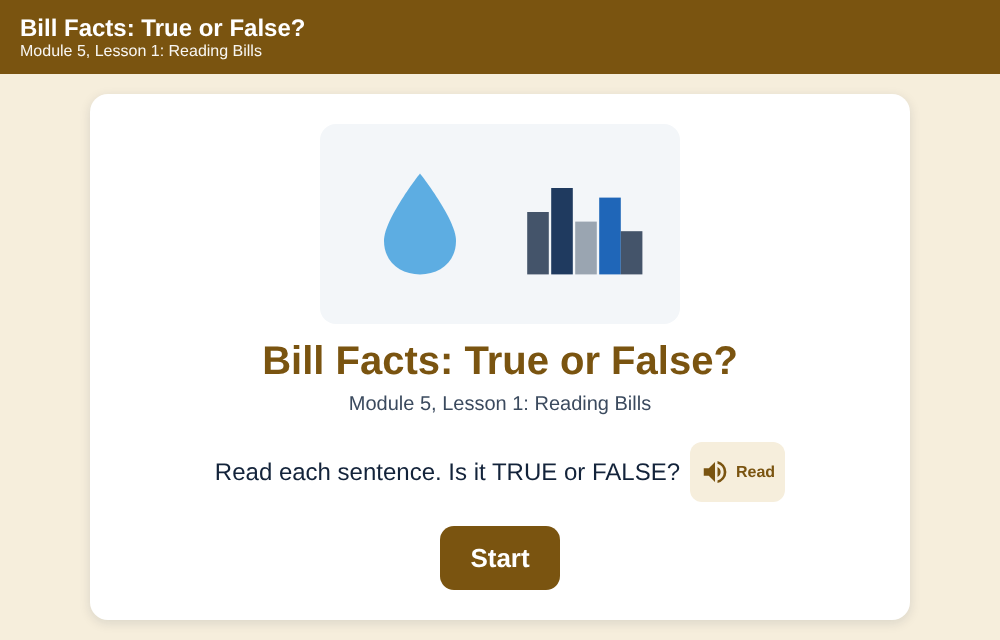 Bill Facts: True or False?
Module 5, Lesson 1: Reading Bills
Bill Facts: True or False?
Module 5, Lesson 1: Reading Bills
Read each sentence. Is it TRUE or FALSE?
Read
Start